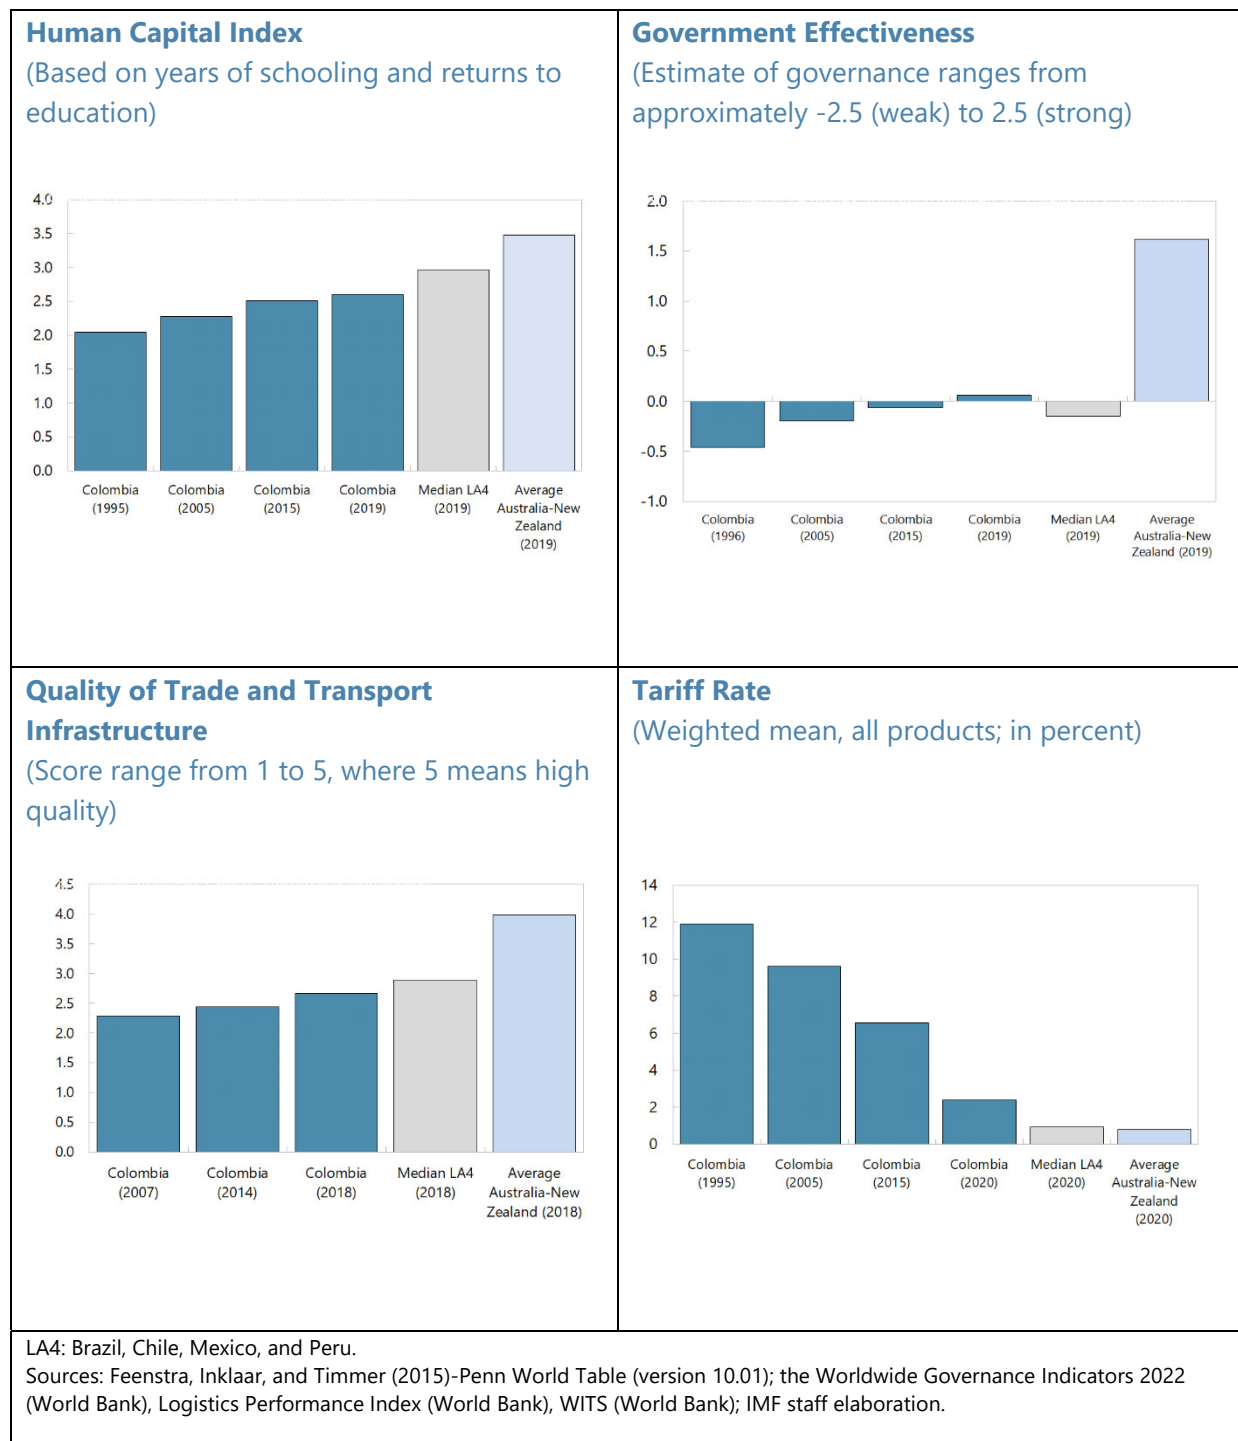 Human Capital Index
(Based on years of schooling and returns to
education)
4.0
3.5
3.0
2.5
2.0
1.5
1.0
0.5
0.0
Colombia
(1995)
Colombia
(2005)
Colombia
(2015)
Colombia
(2019)
Median LA4
(2019)
Average
Australia-New
Zealand
(2019)
Government Effectiveness
(Estimate of governance ranges from
approximately -2.5 (weak) to 2.5 (strong)
2.0
1.5
1.0
0.5
0.0
-0.5
-1.0
Colombia
(1996)
Colombia
(2005)
Colombia
(2015)
Colombia
(2019)
Median LA4
(2019)
Average
Australia-New
Zealand (2019)
Quality of Trade and Transport
Infrastructure
(Score range from 1 to 5, where 5 means high
quality)
4.5
4.0
3.5
3.0
2.5
2.0
1.5
1.0
0.5
0.0
Colombia
(2007)
Colombia
(2014)
Colombia
(2018)
Median LA4
(2018)
Average
Australia-New
Zealand (2018)
Tariff Rate
(Weighted mean, all products; in percent)
14
12
10
8
6
4
2
0
Colombia
(1995)
Colombia
(2005)
Colombia
(2015)
Colombia
(2020)
Median LA4
(2020)
Average
Australia-New
Zealand
(2020)
LA4: Brazil, Chile, Mexico, and Peru.
Sources: Feenstra, Inklaar, and Timmer (2015)-Penn World Table (version 10.01); the Worldwide Governance Indicators 2022
(World Bank), Logistics Performance Index (World Bank), WITS (World Bank); IMF staff elaboration.